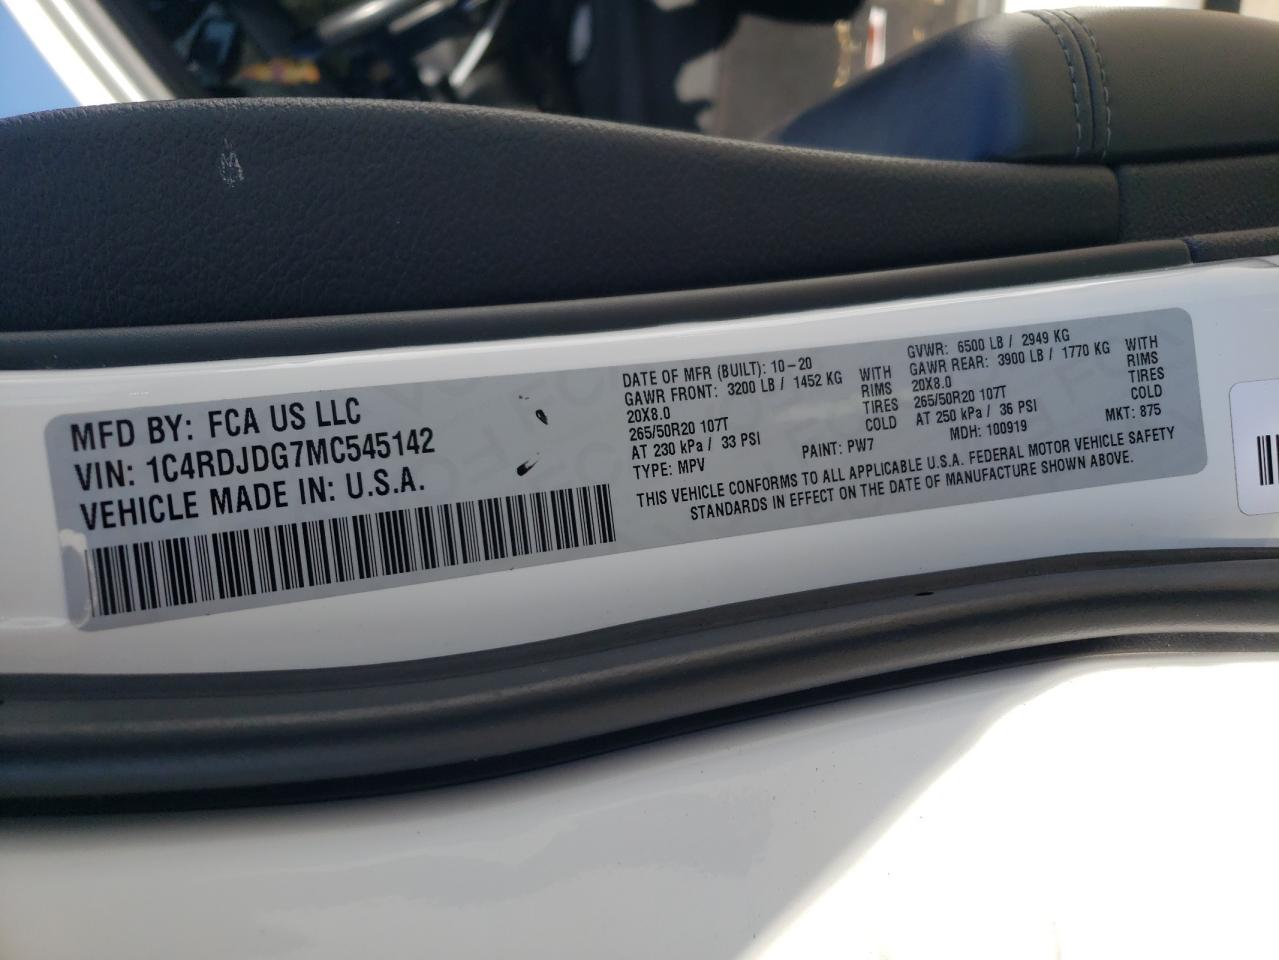 MFD BY: FCA US LLC
VIN: 1C4RDJDG7MC545142
VEHICLE MADE IN: U.S.A.
DATE OF MFR (BUILT): 10-20
GAWR FRONT: 3200 LB / 1452 KG WITH
20X8.0 RIMS
265/50R20 107T TIRES
AT 230 kPa / 33 PSI COLD
TYPE: MPV PAINT: PW7
GVWR: 6500 LB / 2949 KG
GAWR REAR: 3900 LB / 1770 KG WITH
20X8.0 RIMS
265/50R20 107T TIRES
AT 250 kPa / 36 PSI COLD
MDH: 100919 MKT: 875
THIS VEHICLE CONFORMS TO ALL APPLICABLE U.S.A. FEDERAL MOTOR VEHICLE SAFETY
STANDARDS IN EFFECT ON THE DATE OF MANUFACTURE SHOWN ABOVE.